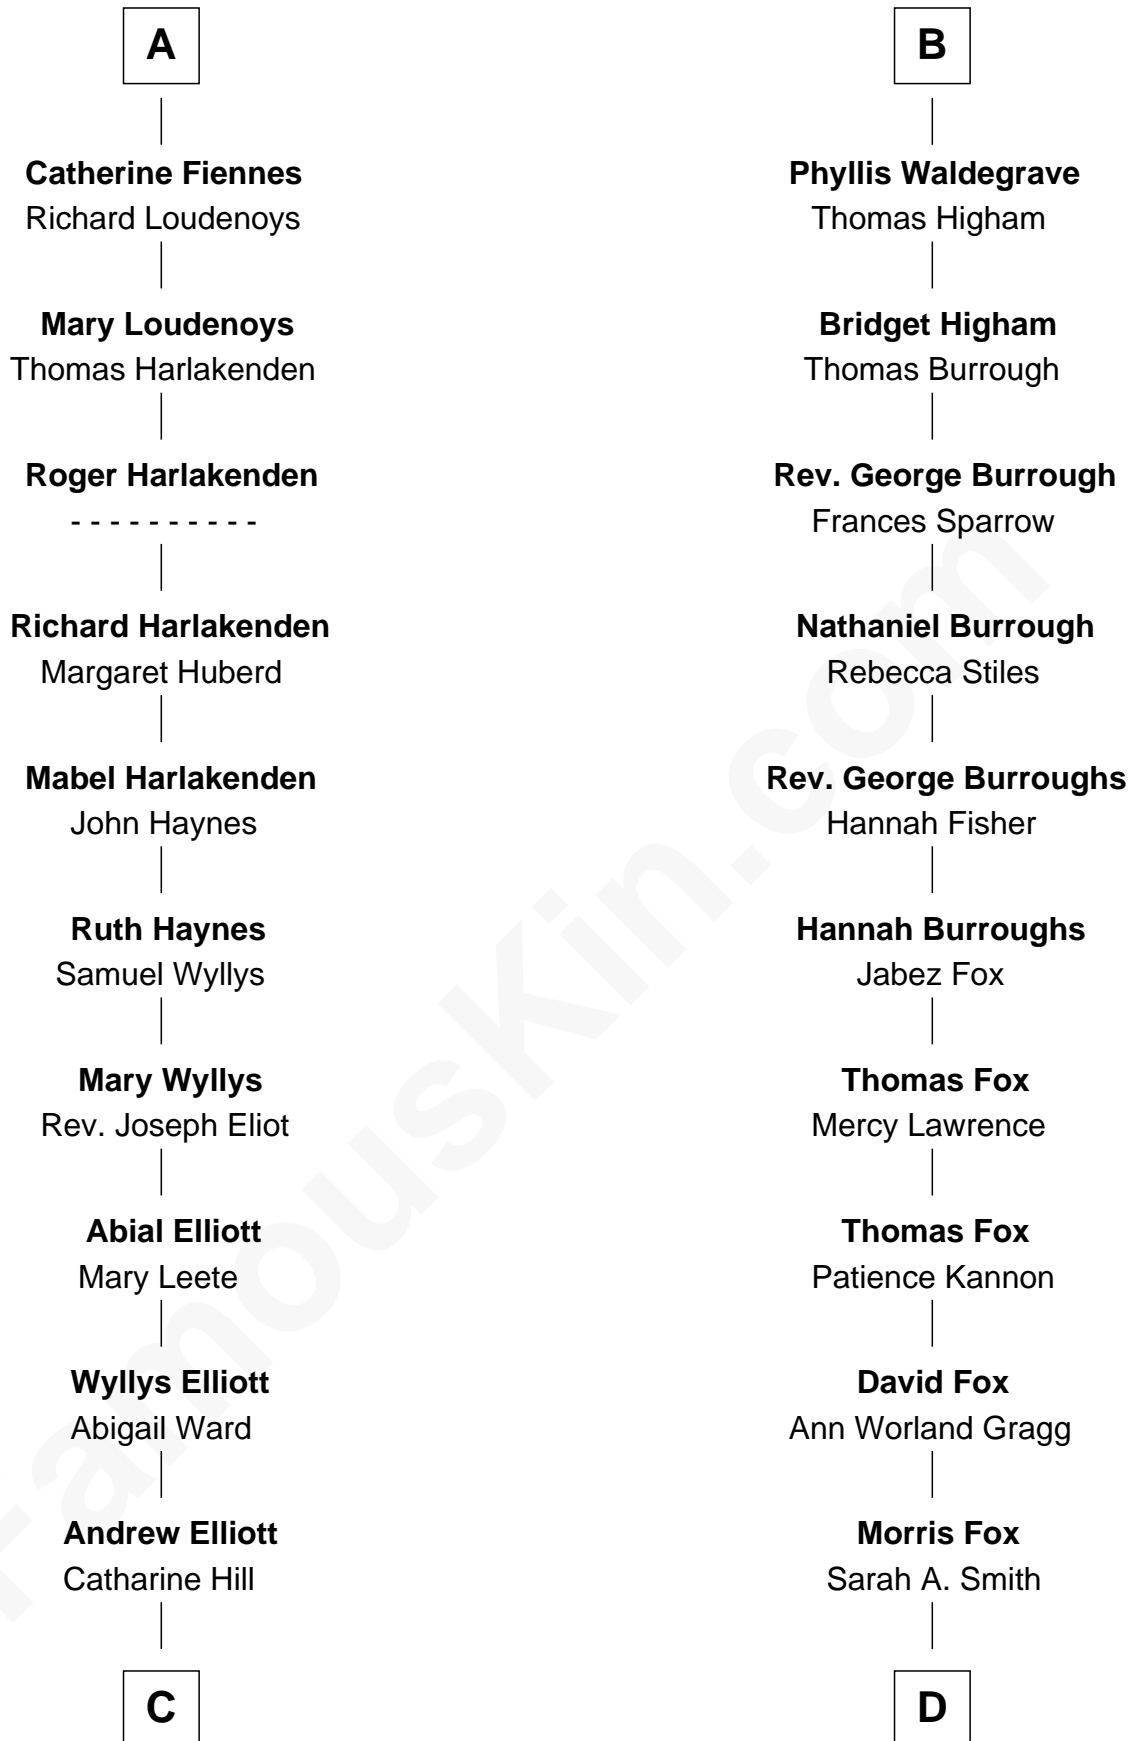 A
Catherine Fiennes
Richard Loudenoys
Mary Loudenoys
Thomas Harlakenden
Roger Harlakenden
- - - - - - - - - -
Richard Harlakenden
Margaret Huberd
Mabel Harlakenden
John Haynes
Ruth Haynes
Samuel Wyllys
Mary Wyllys
Rev. Joseph Eliot
Abial Elliott
Mary Leete
Wyllys Elliott
Abigail Ward
Andrew Elliott
Catharine Hill
C
B
Phyllis Waldegrave
Thomas Higham
Bridget Higham
Thomas Burrough
Rev. George Burrough
Frances Sparrow
Nathaniel Burrough
Rebecca Stiles
Rev. George Burroughs
Hannah Fisher
Hannah Burroughs
Jabez Fox
Thomas Fox
Mercy Lawrence
Thomas Fox
Patience Kannon
David Fox
Ann Worland Gragg
Morris Fox
Sarah A. Smith
D
FamousKin.com